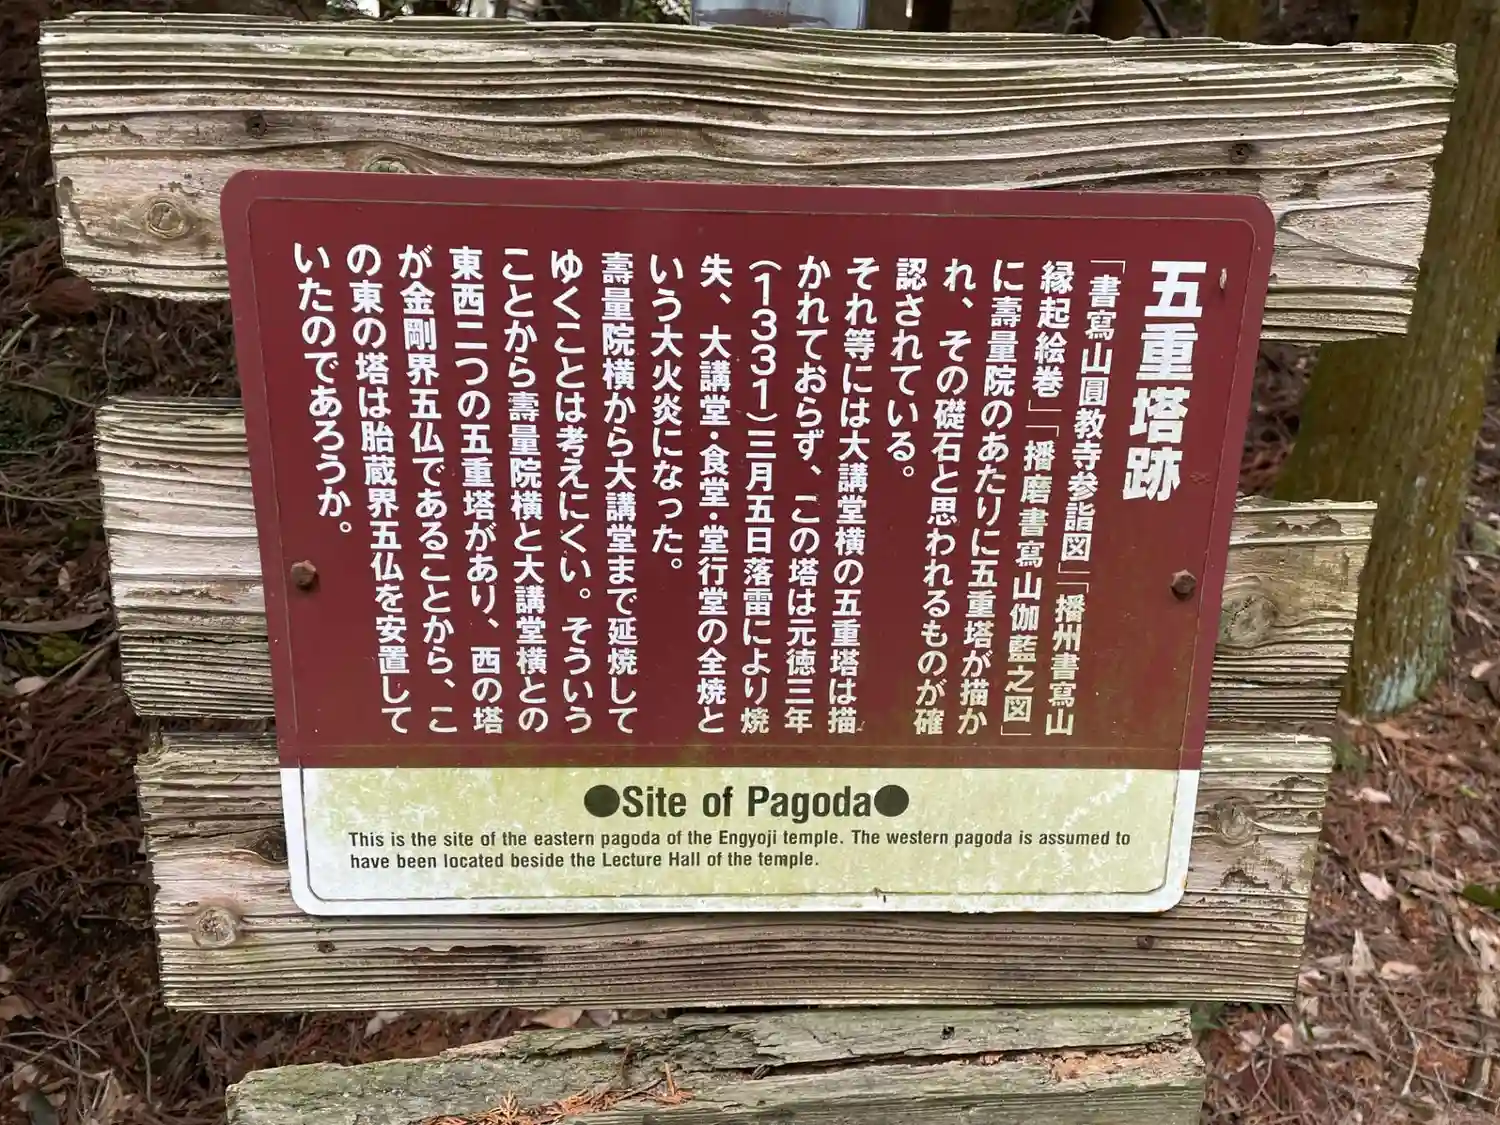 五重塔跡
「書寫山圓教寺参詣図」「播州書寫山
縁起絵巻」「播磨書寫山伽藍之図」
に壽量院のあたりに五重塔が描か
れ、その礎石と思われるものが確
認されている。
それ等には大講堂横の五重塔は描
かれておらず、この塔は元徳三年
（１３３１）三月五日落雷により焼
失、大講堂・食堂・堂行堂の全焼と
いう大火炎になった。
壽量院横から大講堂まで延焼して
ゆくことは考えにくい。そういう
ことから壽量院横と大講堂横との
東西二つの五重塔があり、西の塔
が金剛界五仏であることから、こ
の東の塔は胎蔵界五仏を安置して
いたのであろうか。
●Site of Pagoda●
This is the site of the eastern pagoda of the Engyoji temple. The western pagoda is assumed to
have been located beside the Lecture Hall of the temple.